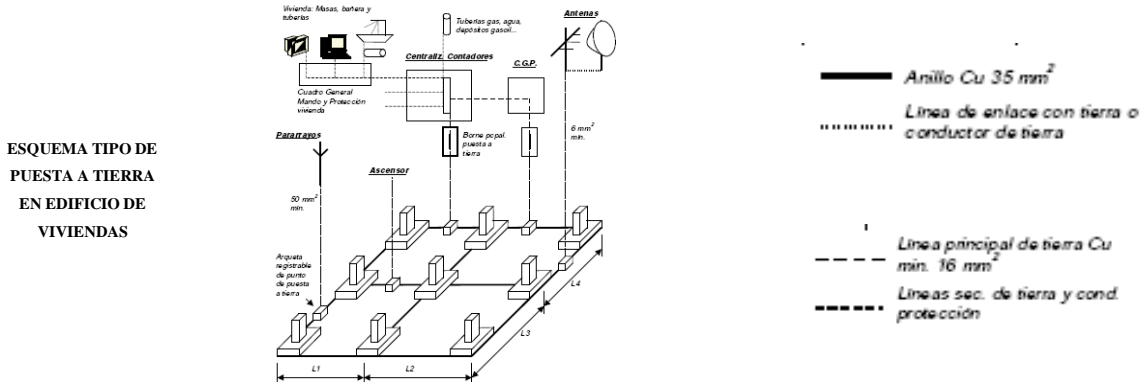 ESQUEMA TIPO DE
PUESTA A TIERRA
EN EDIFICIO DE
VIVIENDAS
Vivienda: Masas, bañera y
tuberías
Tuberías gas, agua,
depósitos gasoil...
Antenas
Centraliz. Contadores
C.G.P.
Cuadro General
Mando y Protección
vivienda
Pararrayos
Borne ppal.
puesta a
tierra
6 mm²
min.
Ascensor
50 mm²
min.
Arqueta
registrable
de punto
de puesta
a tierra
L1
L2
L3
L4
Anillo Cu 35 mm²
Línea de enlace con tierra o
conductor de tierra
Línea principal de tierra Cu
min. 16 mm²
Líneas sec. de tierra y cond.
protección